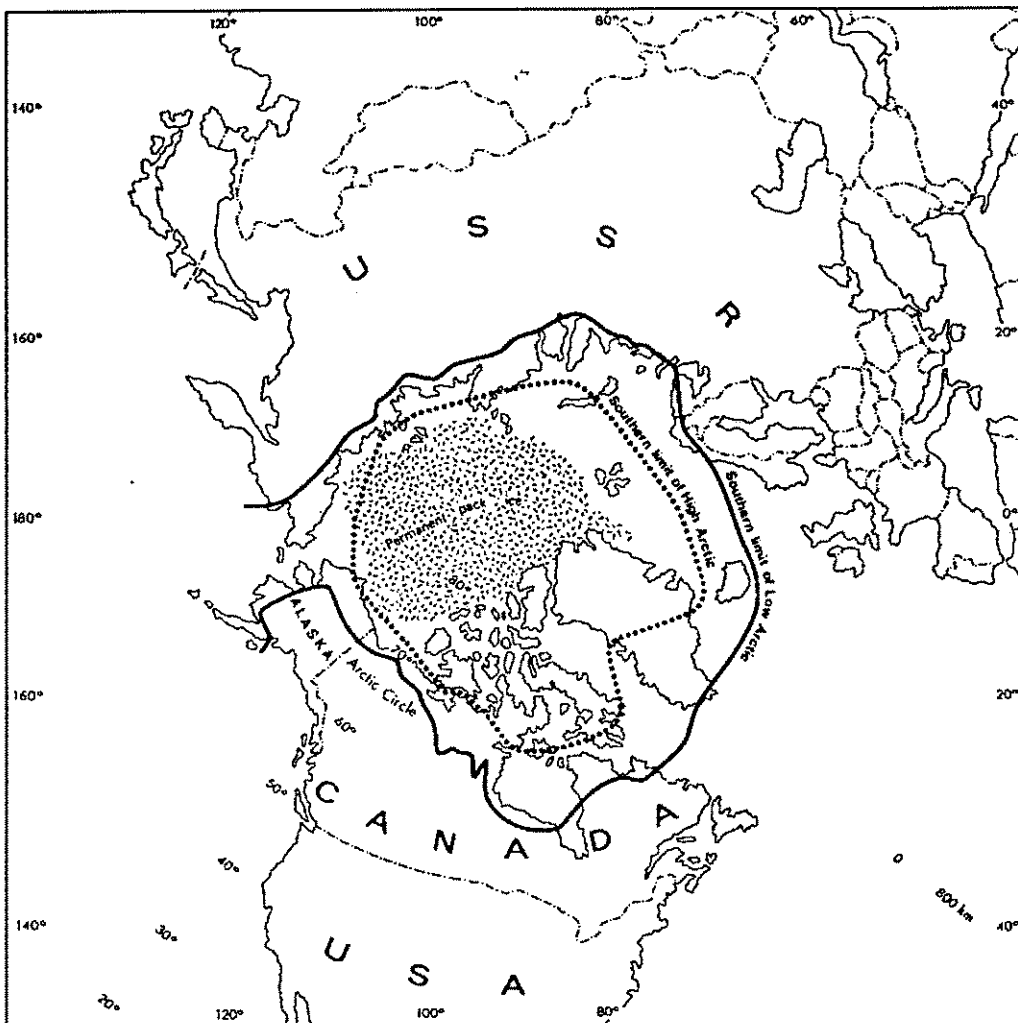 120° 100° 80° 60°
140° 40°
U S S R
160° 20°
Southern limit of High Arctic
Southern limit of Low Arctic
Permanent pack ice
180° 0°
80°
ALASKA
70°
Arctic Circle
160° 20°
60°
50°
CANADA
40°
0 800 km
140° 40°
30°
USA
20°
120° 100° 80°